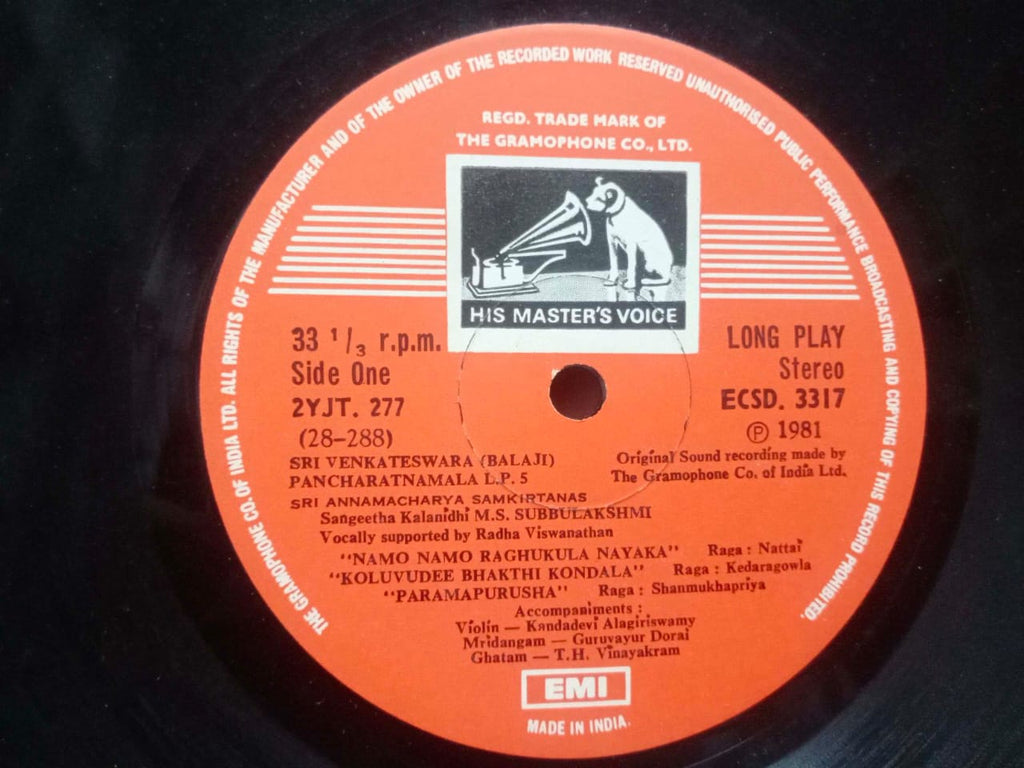 THE GRAMOPHONE CO. OF INDIA LTD. ALL RIGHTS OF THE MANUFACTURER AND OF THE OWNER OF THE RECORDED WORK RESERVED UNAUTHORISED PUBLIC PERFORMANCE BROADCASTING AND COPYING OF THIS RECORD PROHIBITED.
REGD. TRADE MARK OF
THE GRAMOPHONE CO., LTD.
HIS MASTER'S VOICE
33 1/3 r.p.m.
Side One
2YJT. 277
(28-288)
LONG PLAY
Stereo
ECSD. 3317
Ⓟ 1981
Original Sound recording made by
The Gramophone Co. of India Ltd.
SRI VENKATESWARA (BALAJI)
PANCHARATNAMALA L.P. 5
SRI ANNAMACHARYA SAMKIRTANAS
Sangeetha Kalanidhi M.S. SUBBULAKSHMI
Vocally supported by Radha Viswanathan
"NAMO NAMO RAGHUKULA NAYAKA" Raga : Nattai
"KOLUVUDEE BHAKTHI KONDALA" Raga : Kedaragowla
"PARAMAPURUSHA" Raga : Shanmukhapriya
Accompaniments :
Violin — Kandadevi Alagiriswamy
Mridangam — Guruvayur Dorai
Ghatam — T.H. Vinayakram
EMI
MADE IN INDIA.